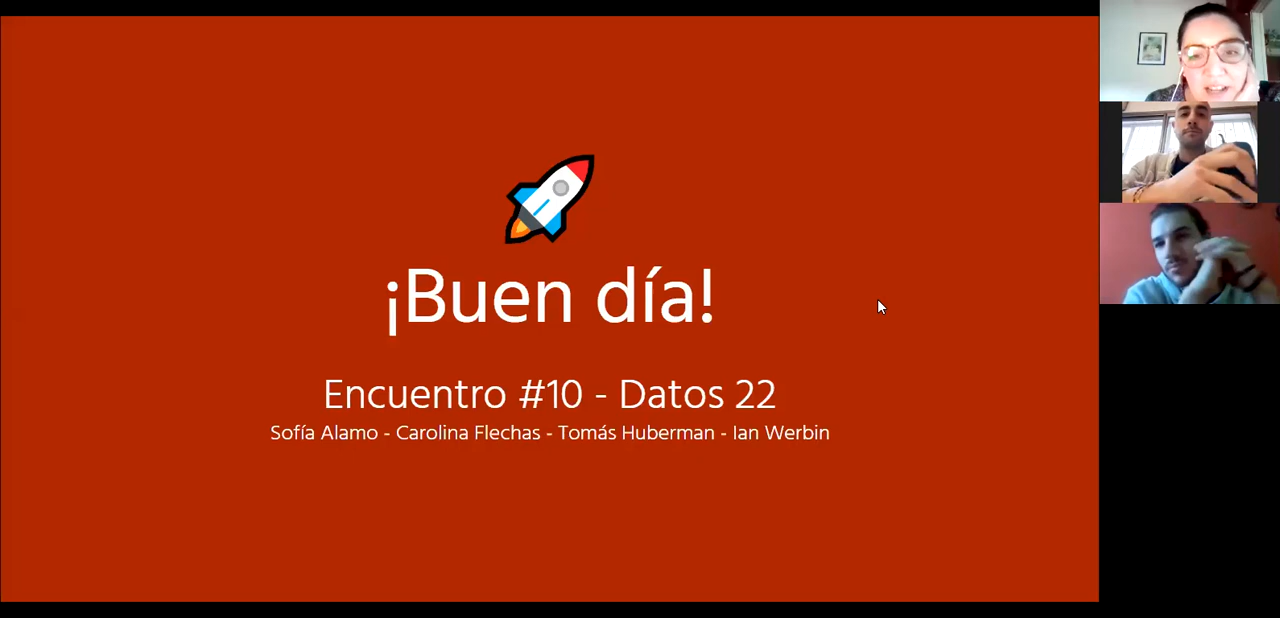 ¡Buen día!
Encuentro #10 - Datos 22
Sofía Alamo - Carolina Flechas - Tomás Huberman - Ian Werbin